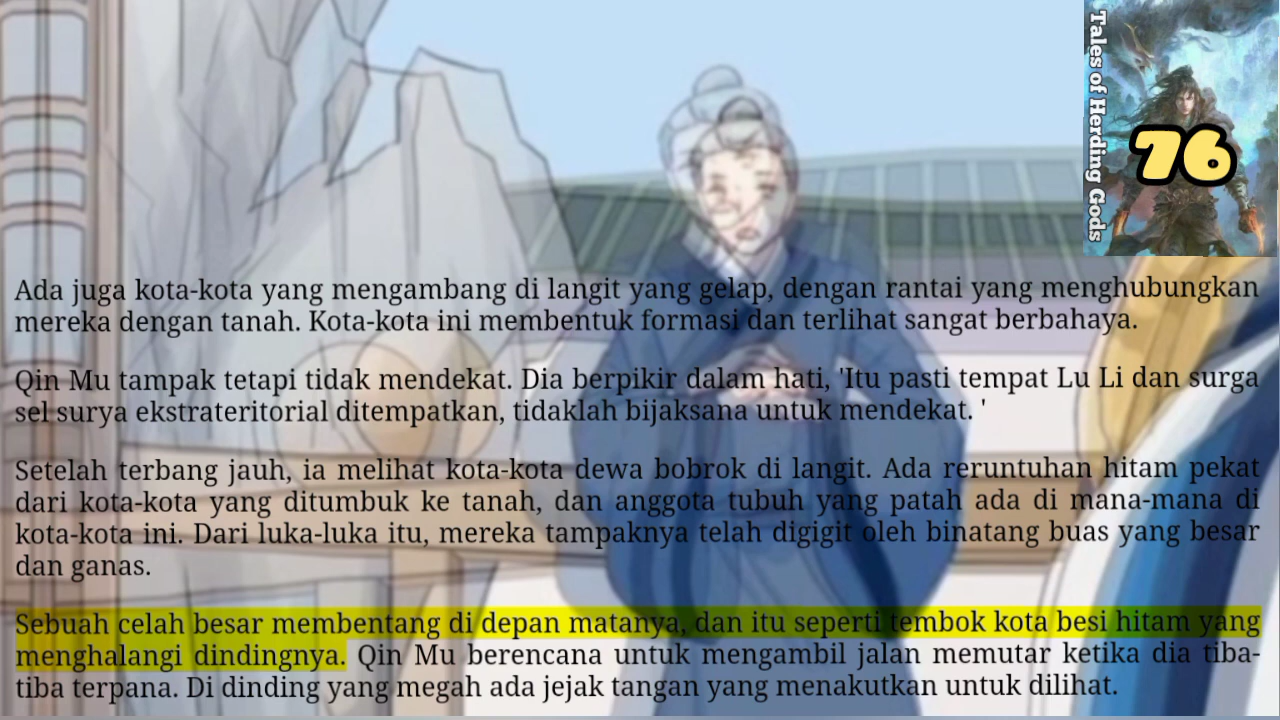 Tales of Herding Gods
76
Ada juga kota-kota yang mengambang di langit yang gelap, dengan rantai yang menghubungkan
mereka dengan tanah. Kota-kota ini membentuk formasi dan terlihat sangat berbahaya.
Qin Mu tampak tetapi tidak mendekat. Dia berpikir dalam hati, 'Itu pasti tempat Lu Li dan surga
sel surya ekstrateritorial ditempatkan, tidaklah bijaksana untuk mendekat. '
Setelah terbang jauh, ia melihat kota-kota dewa bobrok di langit. Ada reruntuhan hitam pekat
dari kota-kota yang ditumbuk ke tanah, dan anggota tubuh yang patah ada di mana-mana di
kota-kota ini. Dari luka-luka itu, mereka tampaknya telah digigit oleh binatang buas yang besar
dan ganas.
Sebuah celah besar membentang di depan matanya, dan itu seperti tembok kota besi hitam yang
menghalangi dindingnya. Qin Mu berencana untuk mengambil jalan memutar ketika dia tiba-
tiba terpana. Di dinding yang megah ada jejak tangan yang menakutkan untuk dilihat.